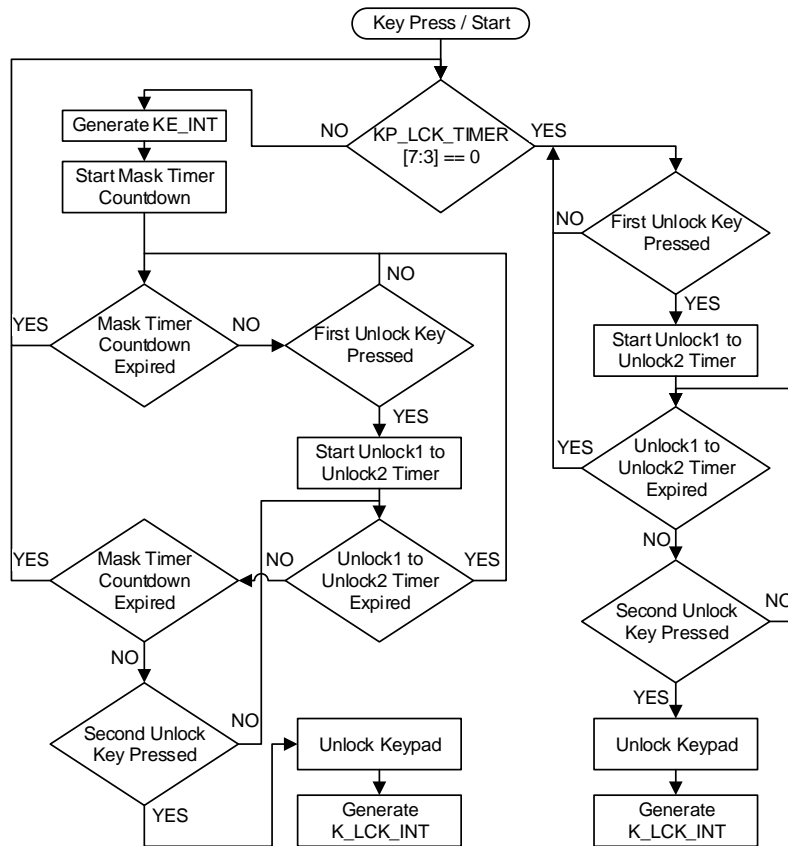 Key Press / Start
KP_LCK_TIMER
[7:3] == 0
NO
YES
Generate KE_INT
Start Mask Timer
Countdown
First Unlock Key
Pressed
NO
YES
Mask Timer
Countdown
Expired
YES
NO
First Unlock Key
Pressed
NO
YES
Start Unlock1 to
Unlock2 Timer
Start Unlock1 to
Unlock2 Timer
Unlock1 to
Unlock2 Timer
Expired
YES
NO
Mask Timer
Countdown
Expired
YES
NO
Unlock1 to
Unlock2 Timer
Expired
NO
YES
Second Unlock
Key Pressed
NO
YES
Second Unlock
Key Pressed
NO
YES
Unlock Keypad
Generate
K_LCK_INT
Unlock Keypad
Generate
K_LCK_INT